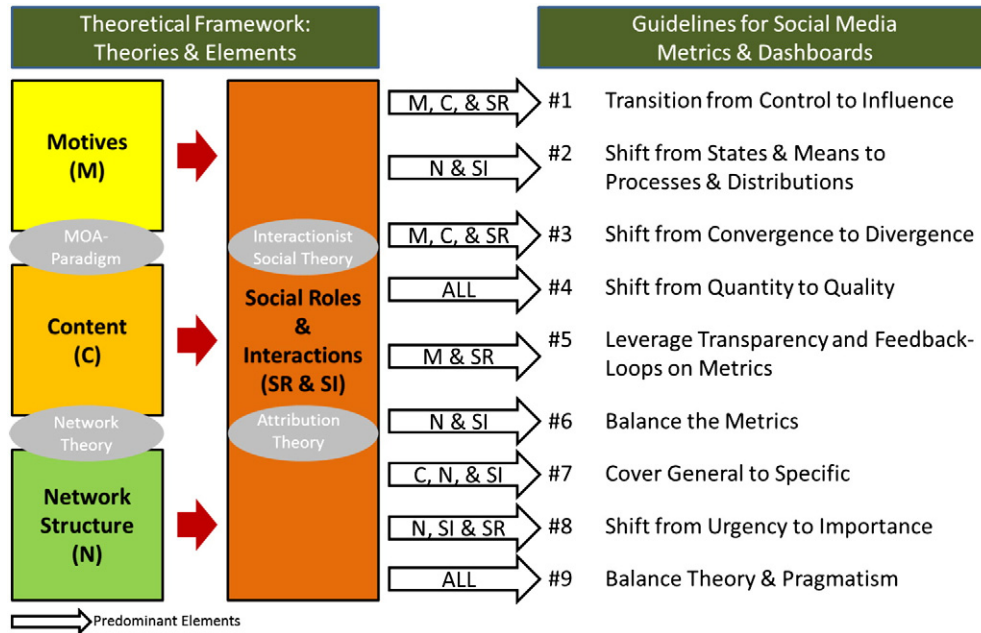 Theoretical Framework:
Theories & Elements
Guidelines for Social Media
Metrics & Dashboards
Motives
(M)
MOA-
Paradigm
Content
(C)
Network
Theory
Network
Structure
(N)
Interactionist
Social Theory
Social Roles
&
Interactions
(SR & SI)
Attribution
Theory
M, C, & SR
#1 Transition from Control to Influence
N & SI
#2 Shift from States & Means to
Processes & Distributions
M, C, & SR
#3 Shift from Convergence to Divergence
ALL
#4 Shift from Quantity to Quality
M & SR
#5 Leverage Transparency and Feedback-
Loops on Metrics
N & SI
#6 Balance the Metrics
C, N, & SI
#7 Cover General to Specific
N, SI & SR
#8 Shift from Urgency to Importance
ALL
#9 Balance Theory & Pragmatism
Predominant Elements